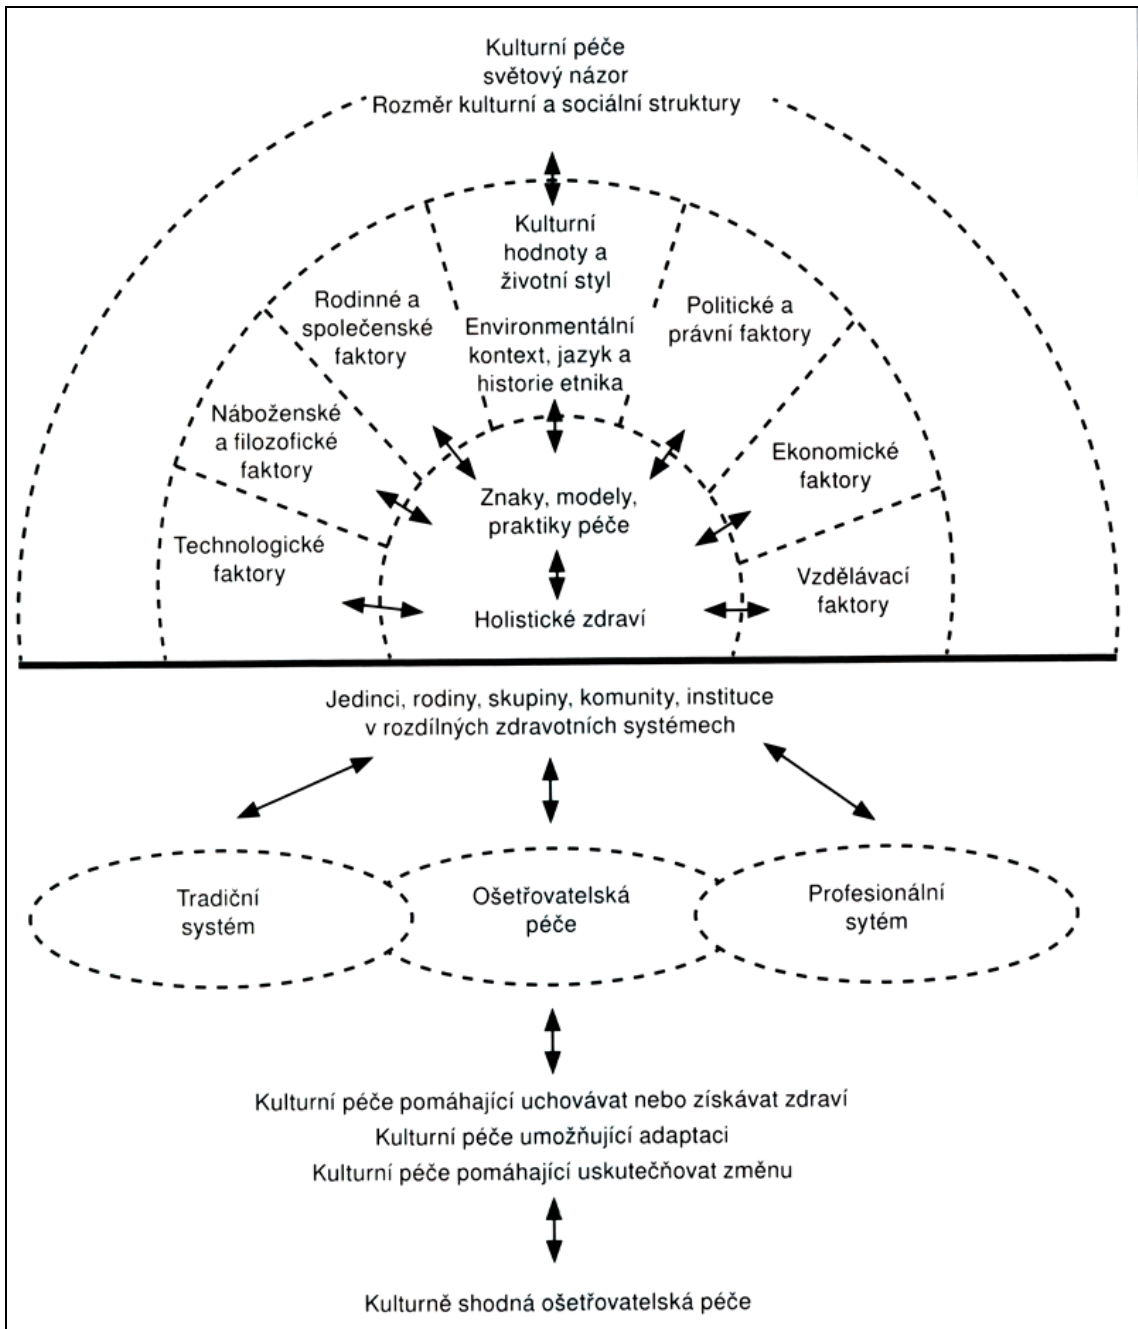 Kulturní péče
světový názor
Rozměr kulturní a sociální struktury
Kulturní
hodnoty a
životní styl
Rodinné a
společenské
faktory
Environmentální
kontext, jazyk a
historie etnika
Politické a
právní faktory
Náboženské
a filozofické
faktory
Ekonomické
faktory
Znaky, modely,
praktiky péče
Technologické
faktory
Vzdělávací
faktory
Holistické zdraví
Jedinci, rodiny, skupiny, komunity, instituce
v rozdílných zdravotních systémech
Tradiční
systém
Ošetřovatelská
péče
Profesionální
sytém
Kulturní péče pomáhající uchovávat nebo získávat zdraví
Kulturní péče umožňující adaptaci
Kulturní péče pomáhající uskutečňovat změnu
Kulturně shodná ošetřovatelská péče